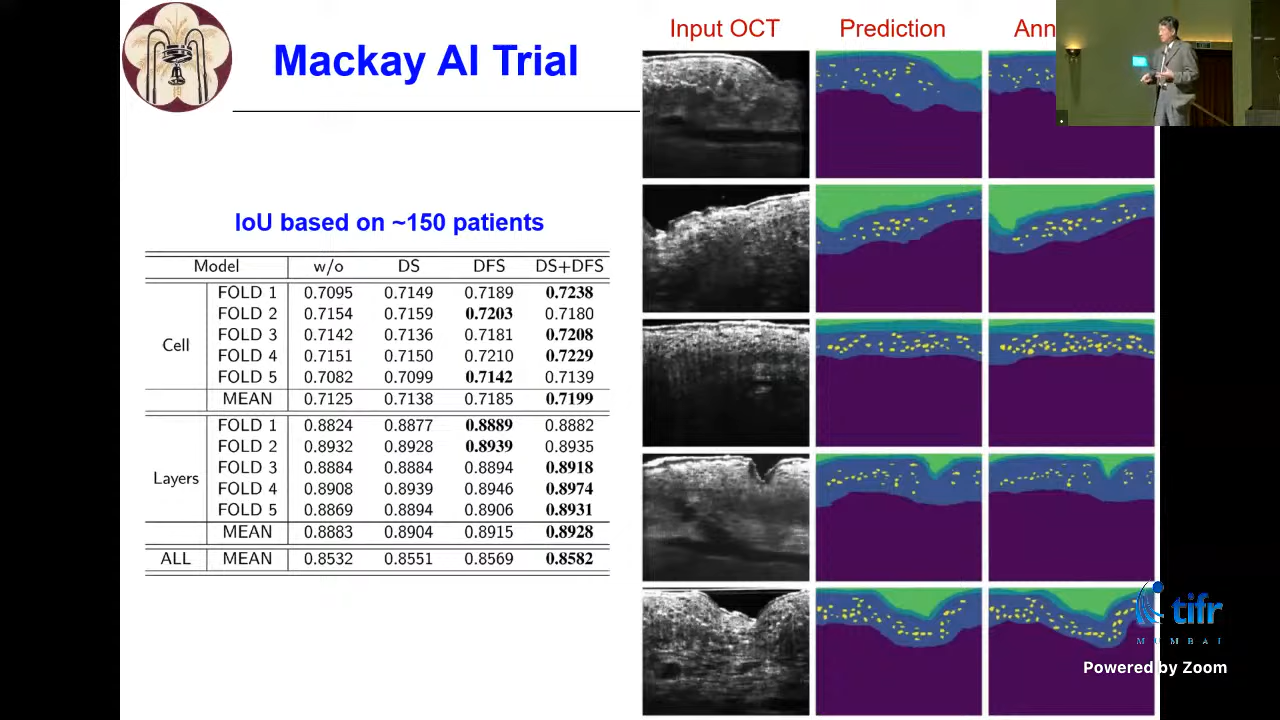 Mackay AI Trial
Input OCT
Prediction
Ann
IoU based on ~150 patients
Model w/o DS DFS DS+DFS
Cell
FOLD 1 0.7095 0.7149 0.7189 0.7238
FOLD 2 0.7154 0.7159 0.7203 0.7180
FOLD 3 0.7142 0.7136 0.7181 0.7208
FOLD 4 0.7151 0.7150 0.7210 0.7229
FOLD 5 0.7082 0.7099 0.7142 0.7139
MEAN 0.7125 0.7138 0.7185 0.7199
Layers
FOLD 1 0.8824 0.8877 0.8889 0.8882
FOLD 2 0.8932 0.8928 0.8939 0.8935
FOLD 3 0.8884 0.8884 0.8894 0.8918
FOLD 4 0.8908 0.8939 0.8946 0.8974
FOLD 5 0.8869 0.8894 0.8906 0.8931
MEAN 0.8883 0.8904 0.8915 0.8928
ALL MEAN 0.8532 0.8551 0.8569 0.8582
tifr
MUMBAI
Powered by Zoom